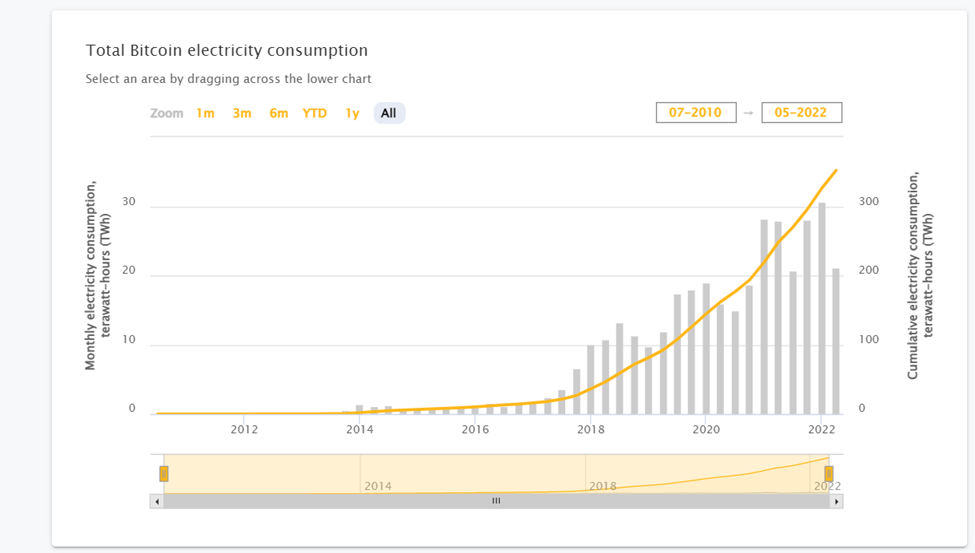 Total Bitcoin electricity consumption
Select an area by dragging across the lower chart
Zoom 1m 3m 6m YTD 1y All
07-2010 → 05-2022
Monthly electricity consumption,
terawatt-hours (TWh)
30
20
10
0
300
200
100
0
Cumulative electricity consumption,
terawatt-hours (TWh)
2012 2014 2016 2018 2020 2022
2014 2018 2022